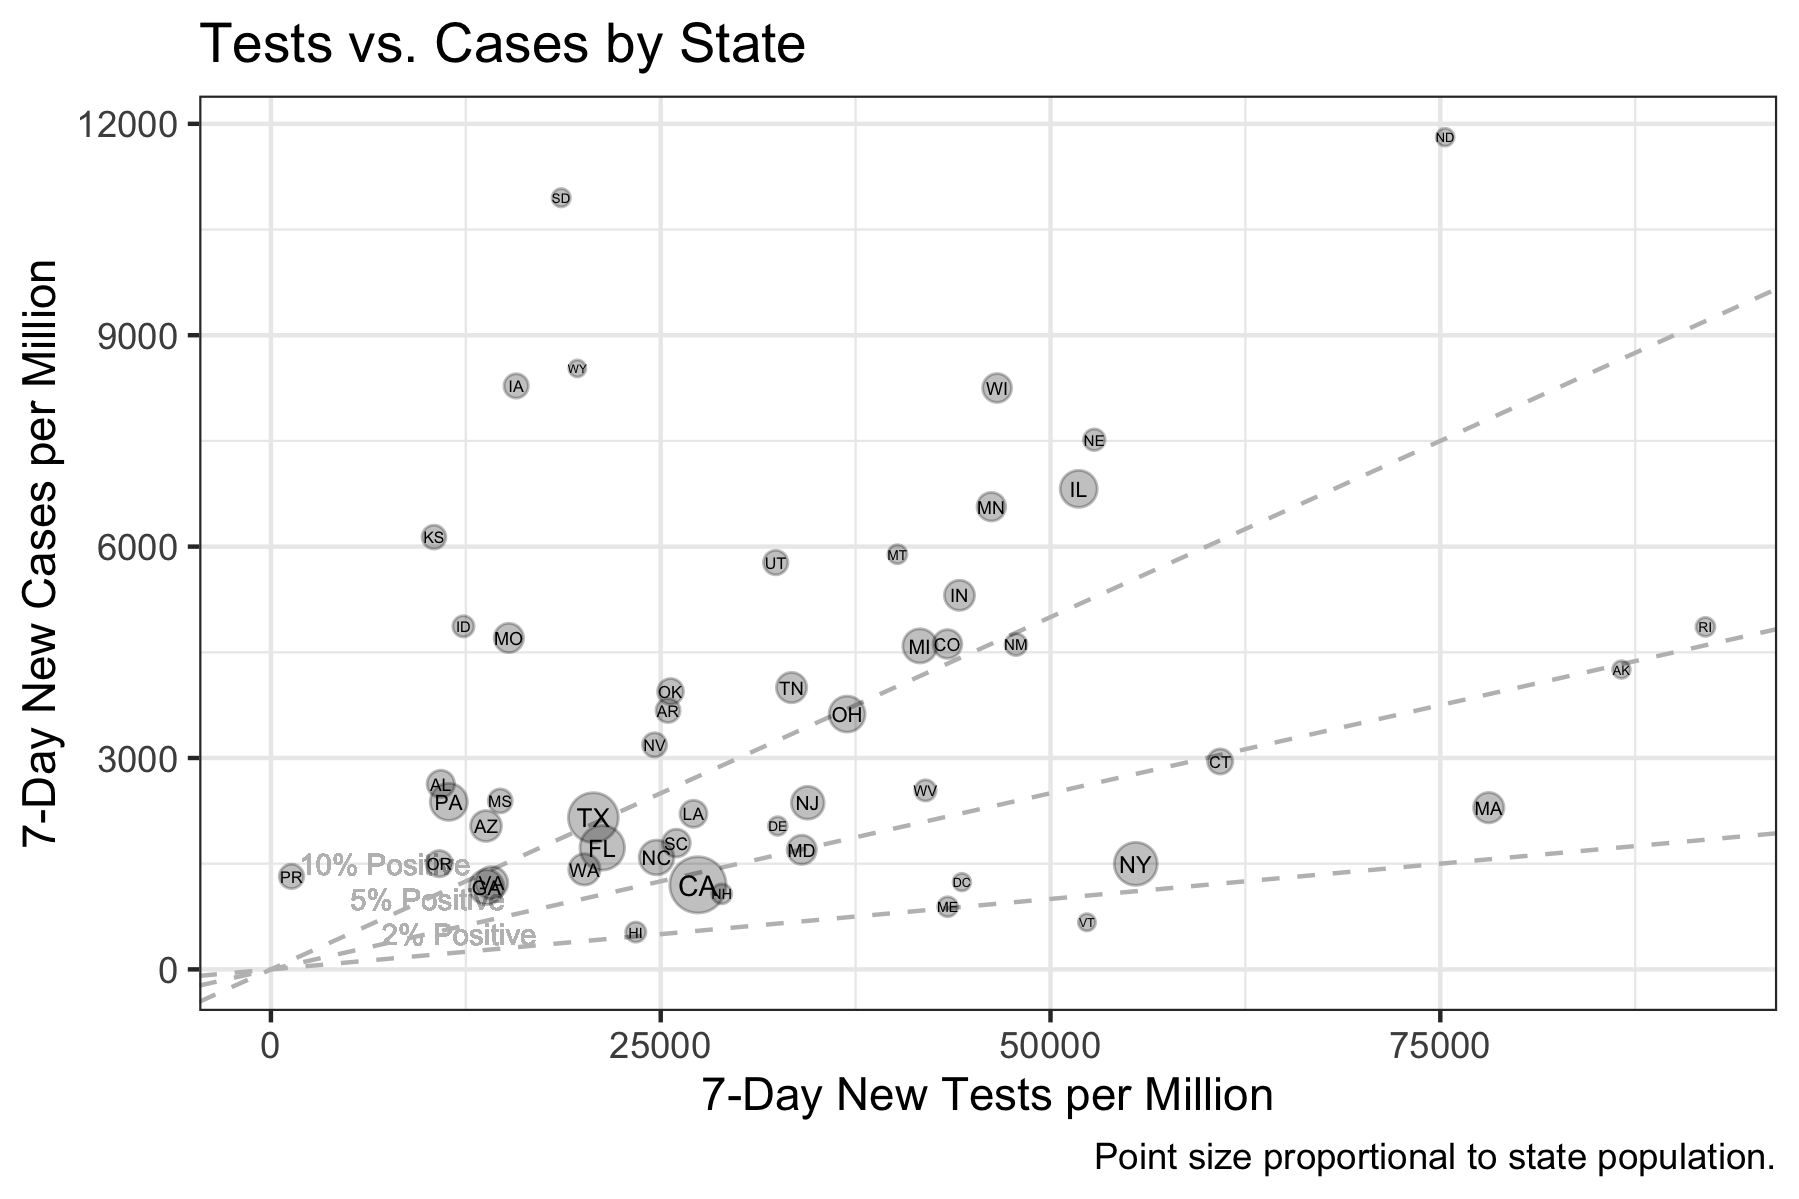 Tests vs. Cases by State
12000
9000
6000
3000
0
7-Day New Cases per Million
ND
SD
WY
IA
WI
NE
IL
MN
KS
MT
UT
IN
ID
RI
MO
MI
CO
NM
AK
OK
TN
AR
OH
NV
CT
AL
WV
PA
MS
NJ
MA
LA
TX
AZ
DE
SC
FL
MD
NC
10% Positive
OR
NY
WA
PR
VA
DC
GA
CA
NH
5% Positive
ME
2% Positive
HI
VT
0
25000
50000
75000
7-Day New Tests per Million
Point size proportional to state population.